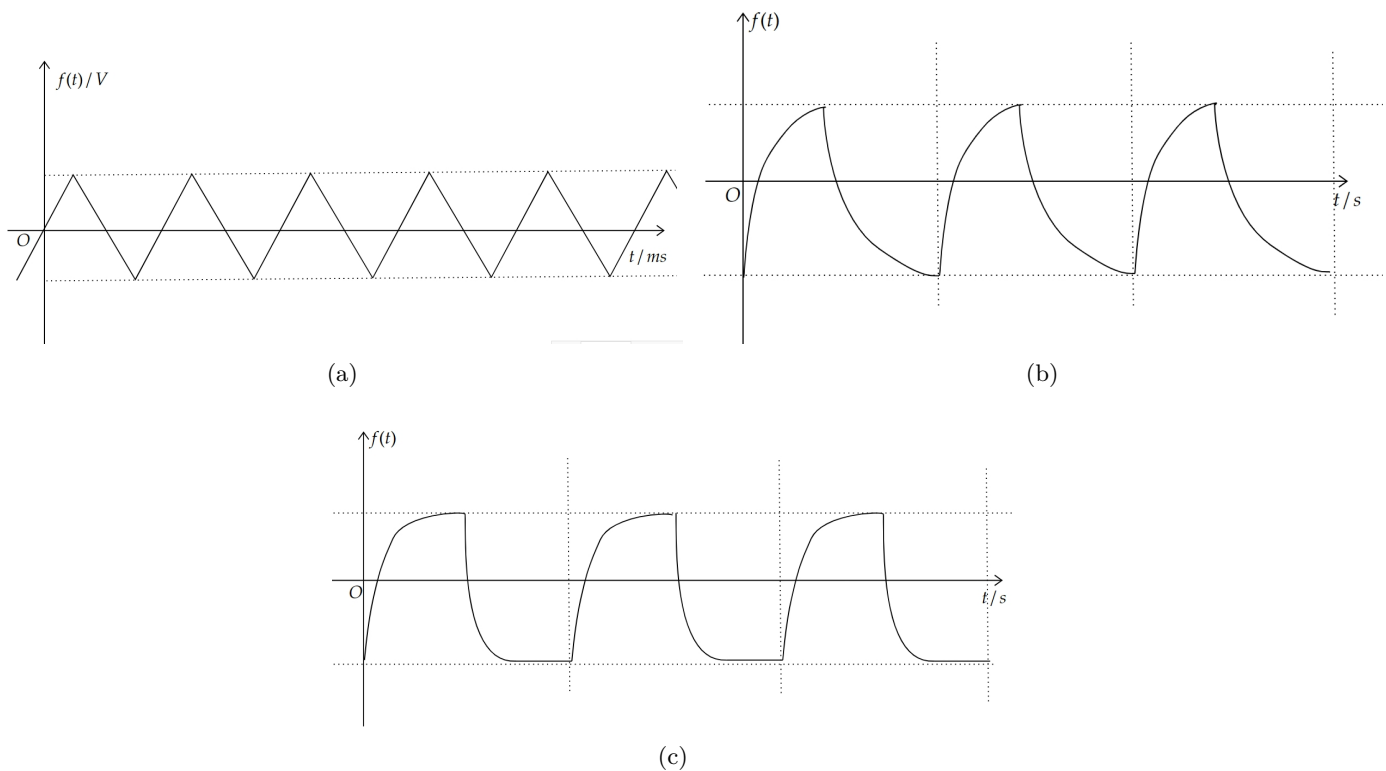 f(t) / V
O
t / ms
(a)
f(t)
O
t / s
(b)
f(t)
O
t / s
(c)